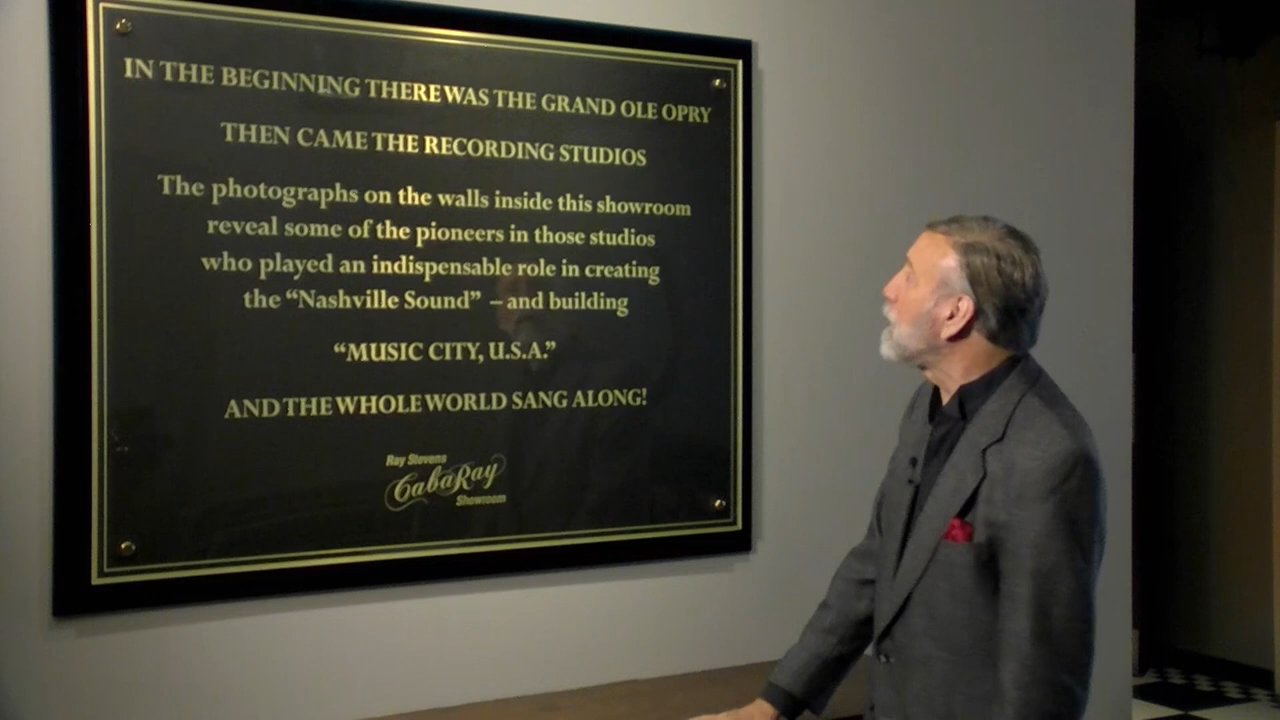 IN THE BEGINNING THERE WAS THE GRAND OLE OPRY
THEN CAME THE RECORDING STUDIOS
The photographs on the walls inside this showroom
reveal some of the pioneers in those studios
who played an indispensable role in creating
the “Nashville Sound” – and building
“MUSIC CITY, U.S.A.”
AND THE WHOLE WORLD SANG ALONG!
Ray Stevens
CabaRay
Showroom